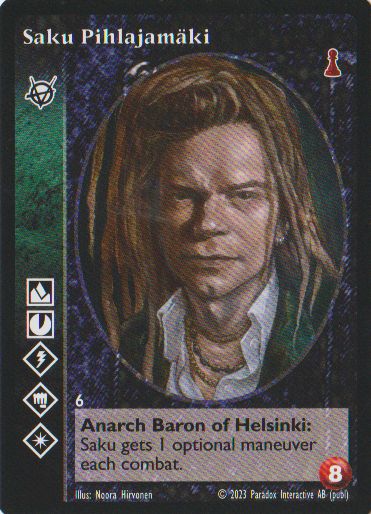 Saku Pihlajamäki
6
Anarch Baron of Helsinki:
Saku gets 1 optional maneuver
each combat.
8
Illus: Noora Hirvonen © 2023 Paradox Interactive AB (publ)